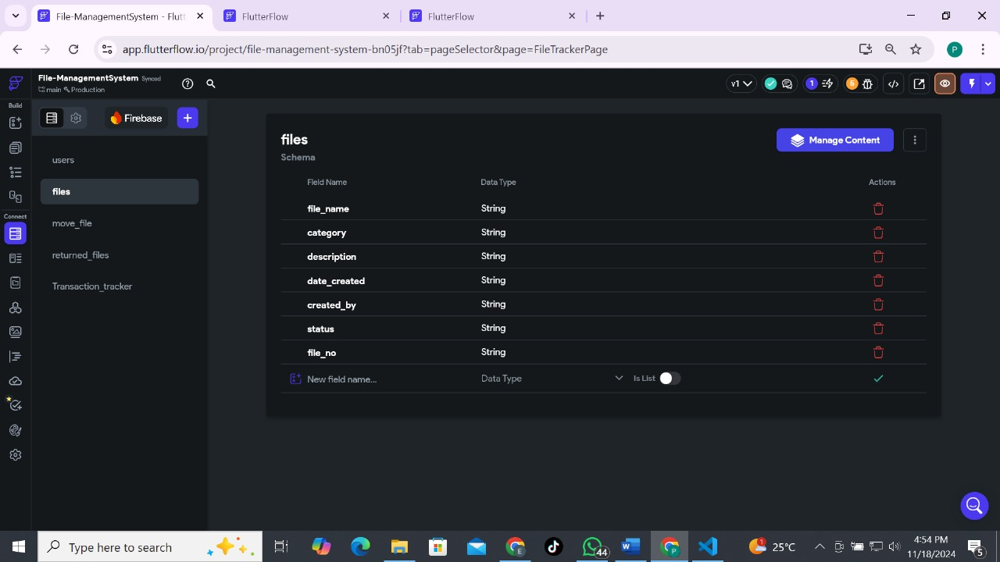 File-ManagementSystem - Flutt
FlutterFlow
FlutterFlow
app.flutterflow.io/project/file-management-system-bn05jf?tab=pageSelector&page=FileTrackerPage
P
File-ManagementSystem Synced
main Production
v1
1
5
Build
Connect
Firebase
users
files
move_file
returned_files
Transaction_tracker
files
Schema
Manage Content
Field Name Data Type Actions
file_name String
category String
description String
date_created String
created_by String
status String
file_no String
New field name... Data Type Is List
Type here to search
E
44
P
1
25°C
4:54 PM
11/18/2024
5